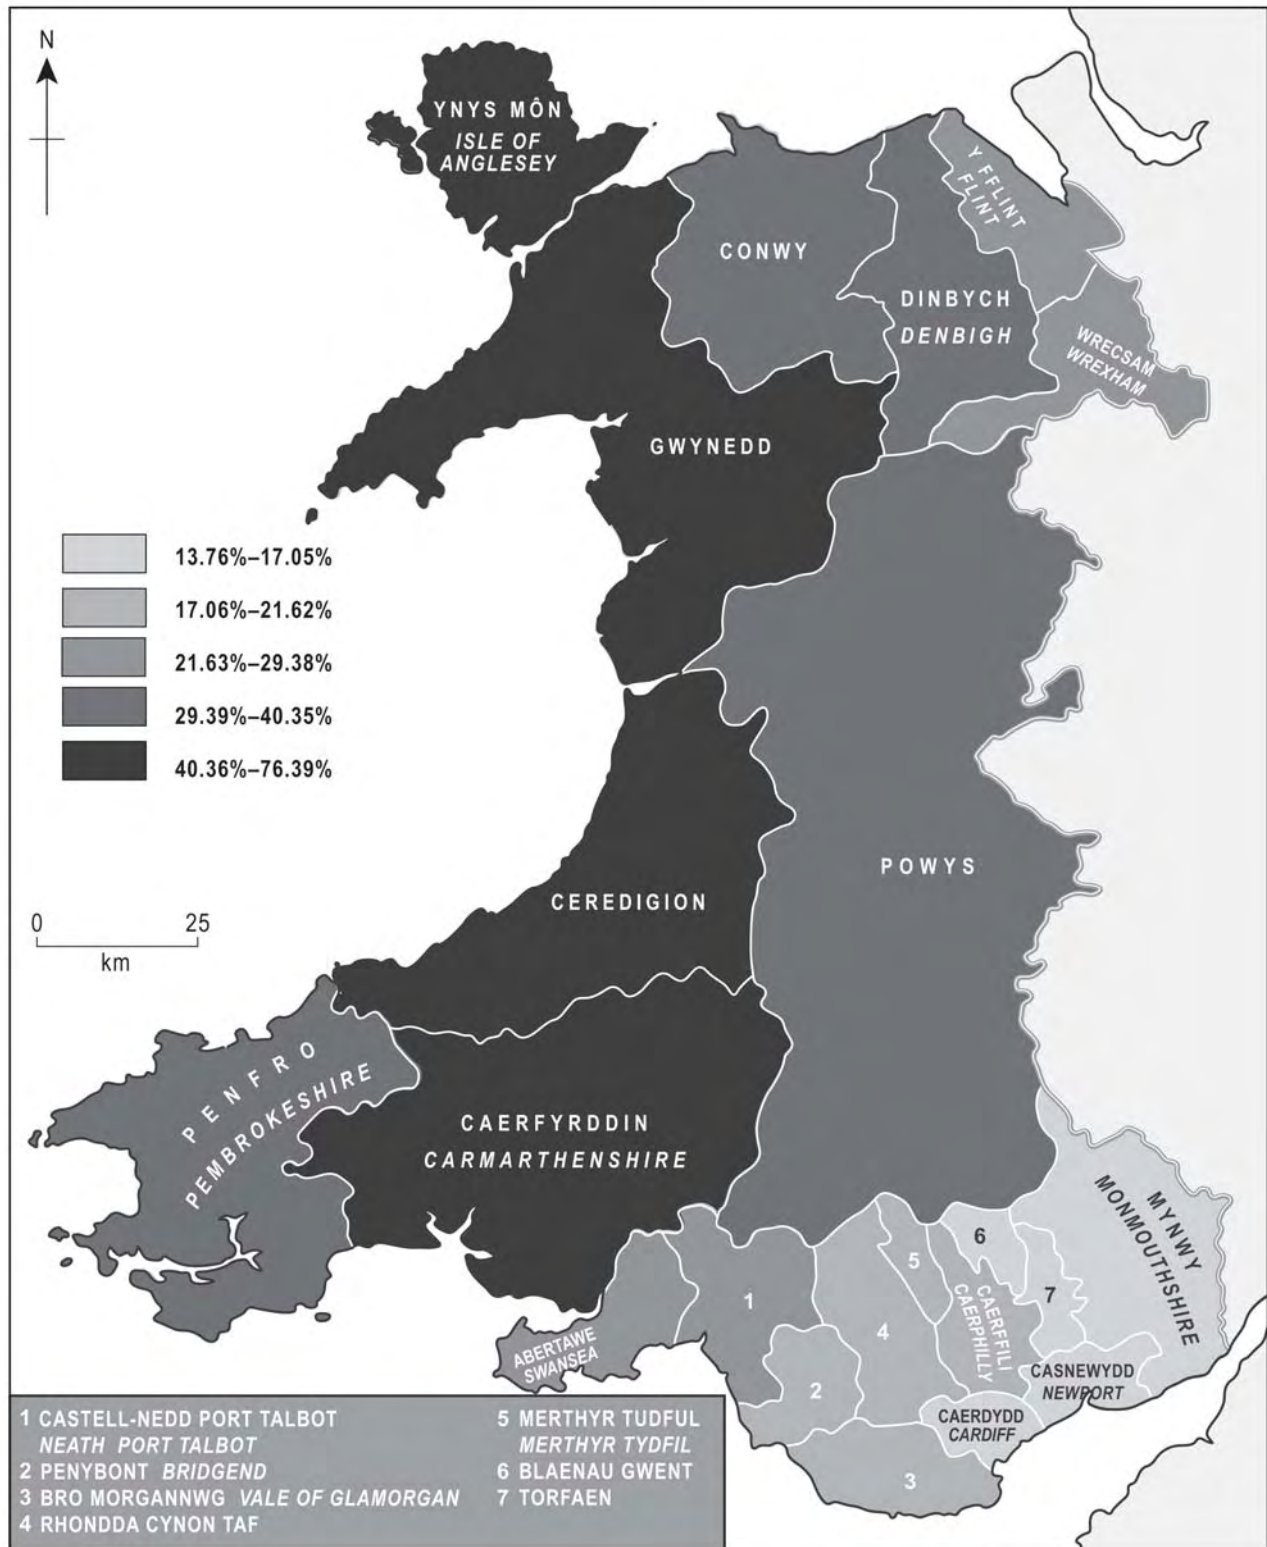 N
YNYS MÔN
ISLE OF
ANGLESEY
Y FFLINT
FLINT
CONWY
DINBYCH
DENBIGH
WRECSAM
WREXHAM
GWYNEDD
13.76%–17.05%
17.06%–21.62%
21.63%–29.38%
29.39%–40.35%
40.36%–76.39%
POWYS
CEREDIGION
0 25
km
PENFRO
PEMBROKESHIRE
CAERFYRDDIN
CARMARTHENSHIRE
MYNWY
MONMOUTHSHIRE
6
5
7
1
4
CAERFFILI
CAERPHILLY
ABERTAWE
SWANSEA
2
CASNEWYDD
NEWPORT
CAERDYDD
CARDIFF
3
1 CASTELL-NEDD PORT TALBOT
NEATH PORT TALBOT
2 PENYBONT BRIDGEND
3 BRO MORGANNWG VALE OF GLAMORGAN
4 RHONDDA CYNON TAF
5 MERTHYR TUDFUL
MERTHYR TYDFIL
6 BLAENAU GWENT
7 TORFAEN